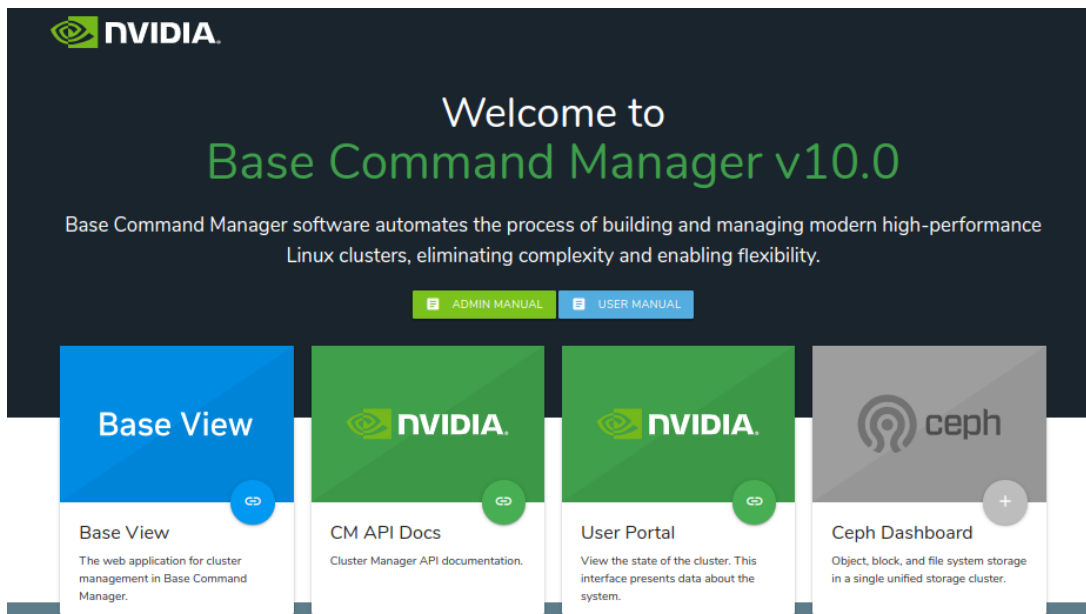 NVIDIA.
Welcome to
Base Command Manager v10.0
Base Command Manager software automates the process of building and managing modern high-performance
Linux clusters, eliminating complexity and enabling flexibility.
ADMIN MANUAL
USER MANUAL
Base View
NVIDIA.
NVIDIA.
ceph
Base View
The web application for cluster
management in Base Command
Manager.
CM API Docs
Cluster Manager API documentation.
User Portal
View the state of the cluster. This
interface presents data about the
system.
Ceph Dashboard
Object, block, and file system storage
in a single unified storage cluster.